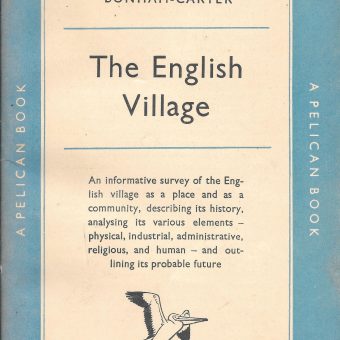 BONHAM-CARTER
The English
Village
An informative survey of the Eng-
lish village as a place and as a
community, describing its history,
analysing its various elements –
physical, industrial, administrative,
religious, and human – and out-
lining its probable future
A PELICAN BOOK
A PELICAN BOOK